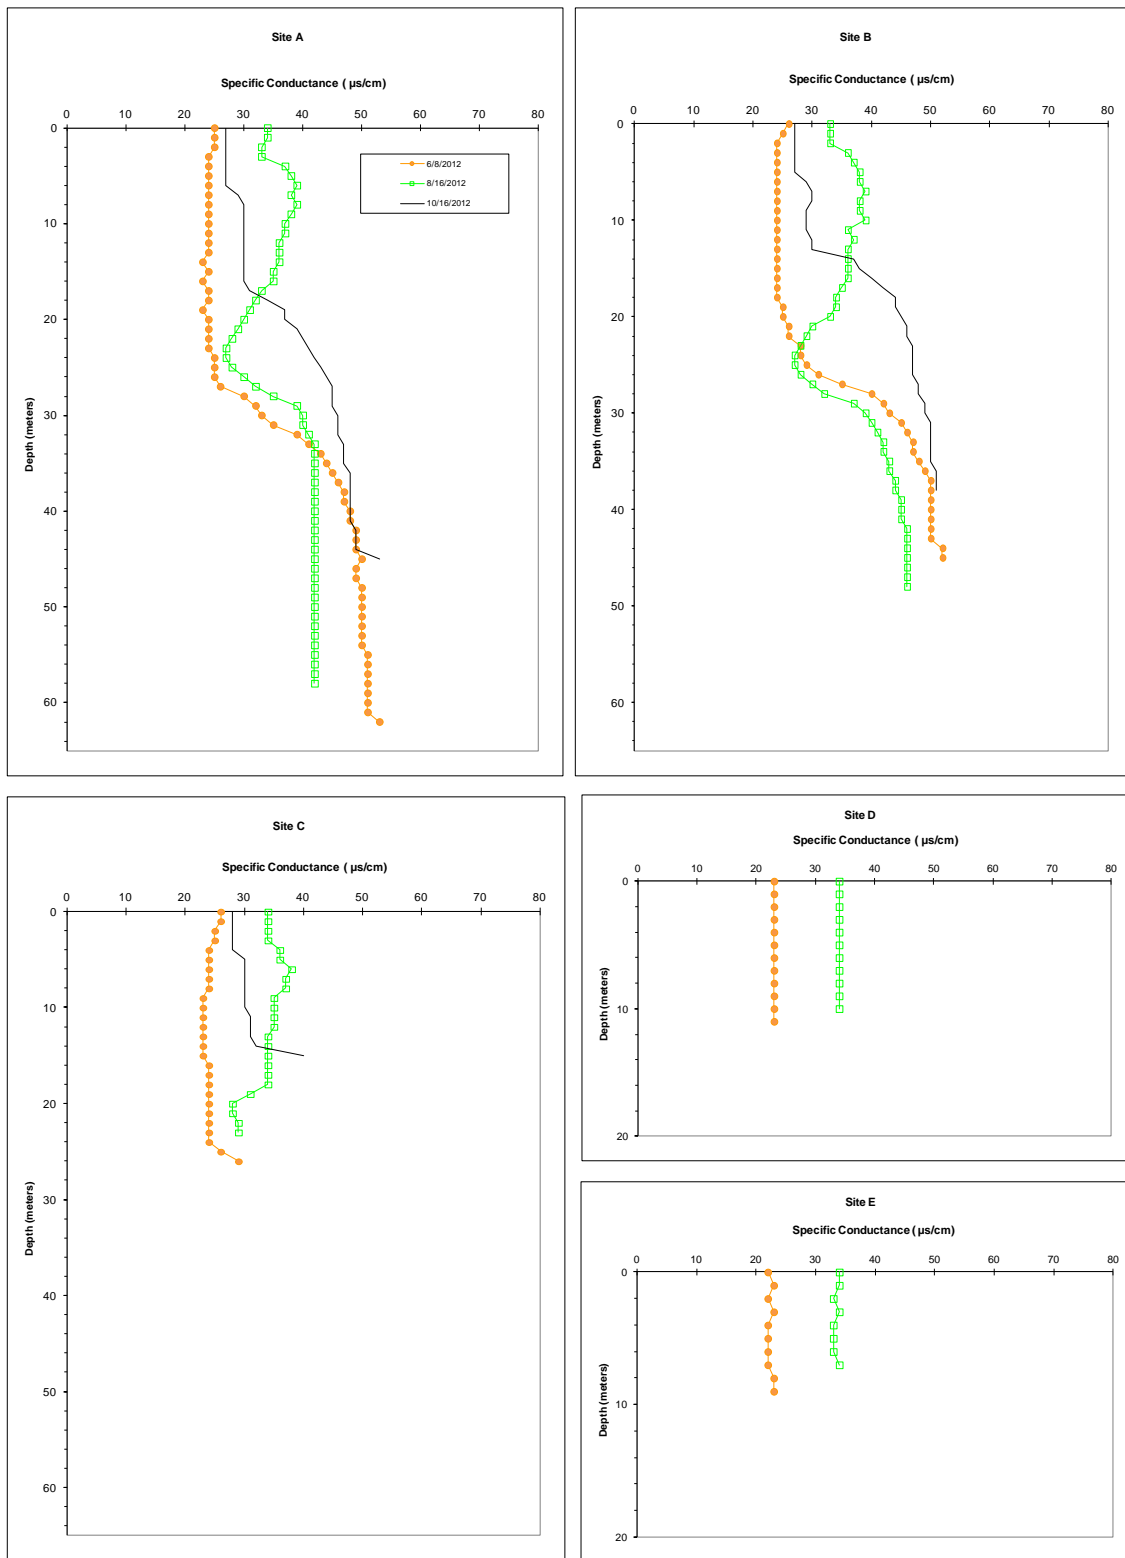 Site A
Specific Conductance ( µs/cm)
0 10 20 30 40 50 60 70 80
0
10
20
30
40
50
60
Depth (meters)
6/8/2012
8/16/2012
10/16/2012
Site B
Specific Conductance ( µs/cm)
0 10 20 30 40 50 60 70 80
0
10
20
30
40
50
60
Depth (meters)
Site C
Specific Conductance ( µs/cm)
0 10 20 30 40 50 60 70 80
0
10
20
30
40
50
60
Depth (meters)
Site D
Specific Conductance ( µs/cm)
0 10 20 30 40 50 60 70 80
0
10
20
Depth (meters)
Site E
Specific Conductance ( µs/cm)
0 10 20 30 40 50 60 70 80
0
10
20
Depth (meters)